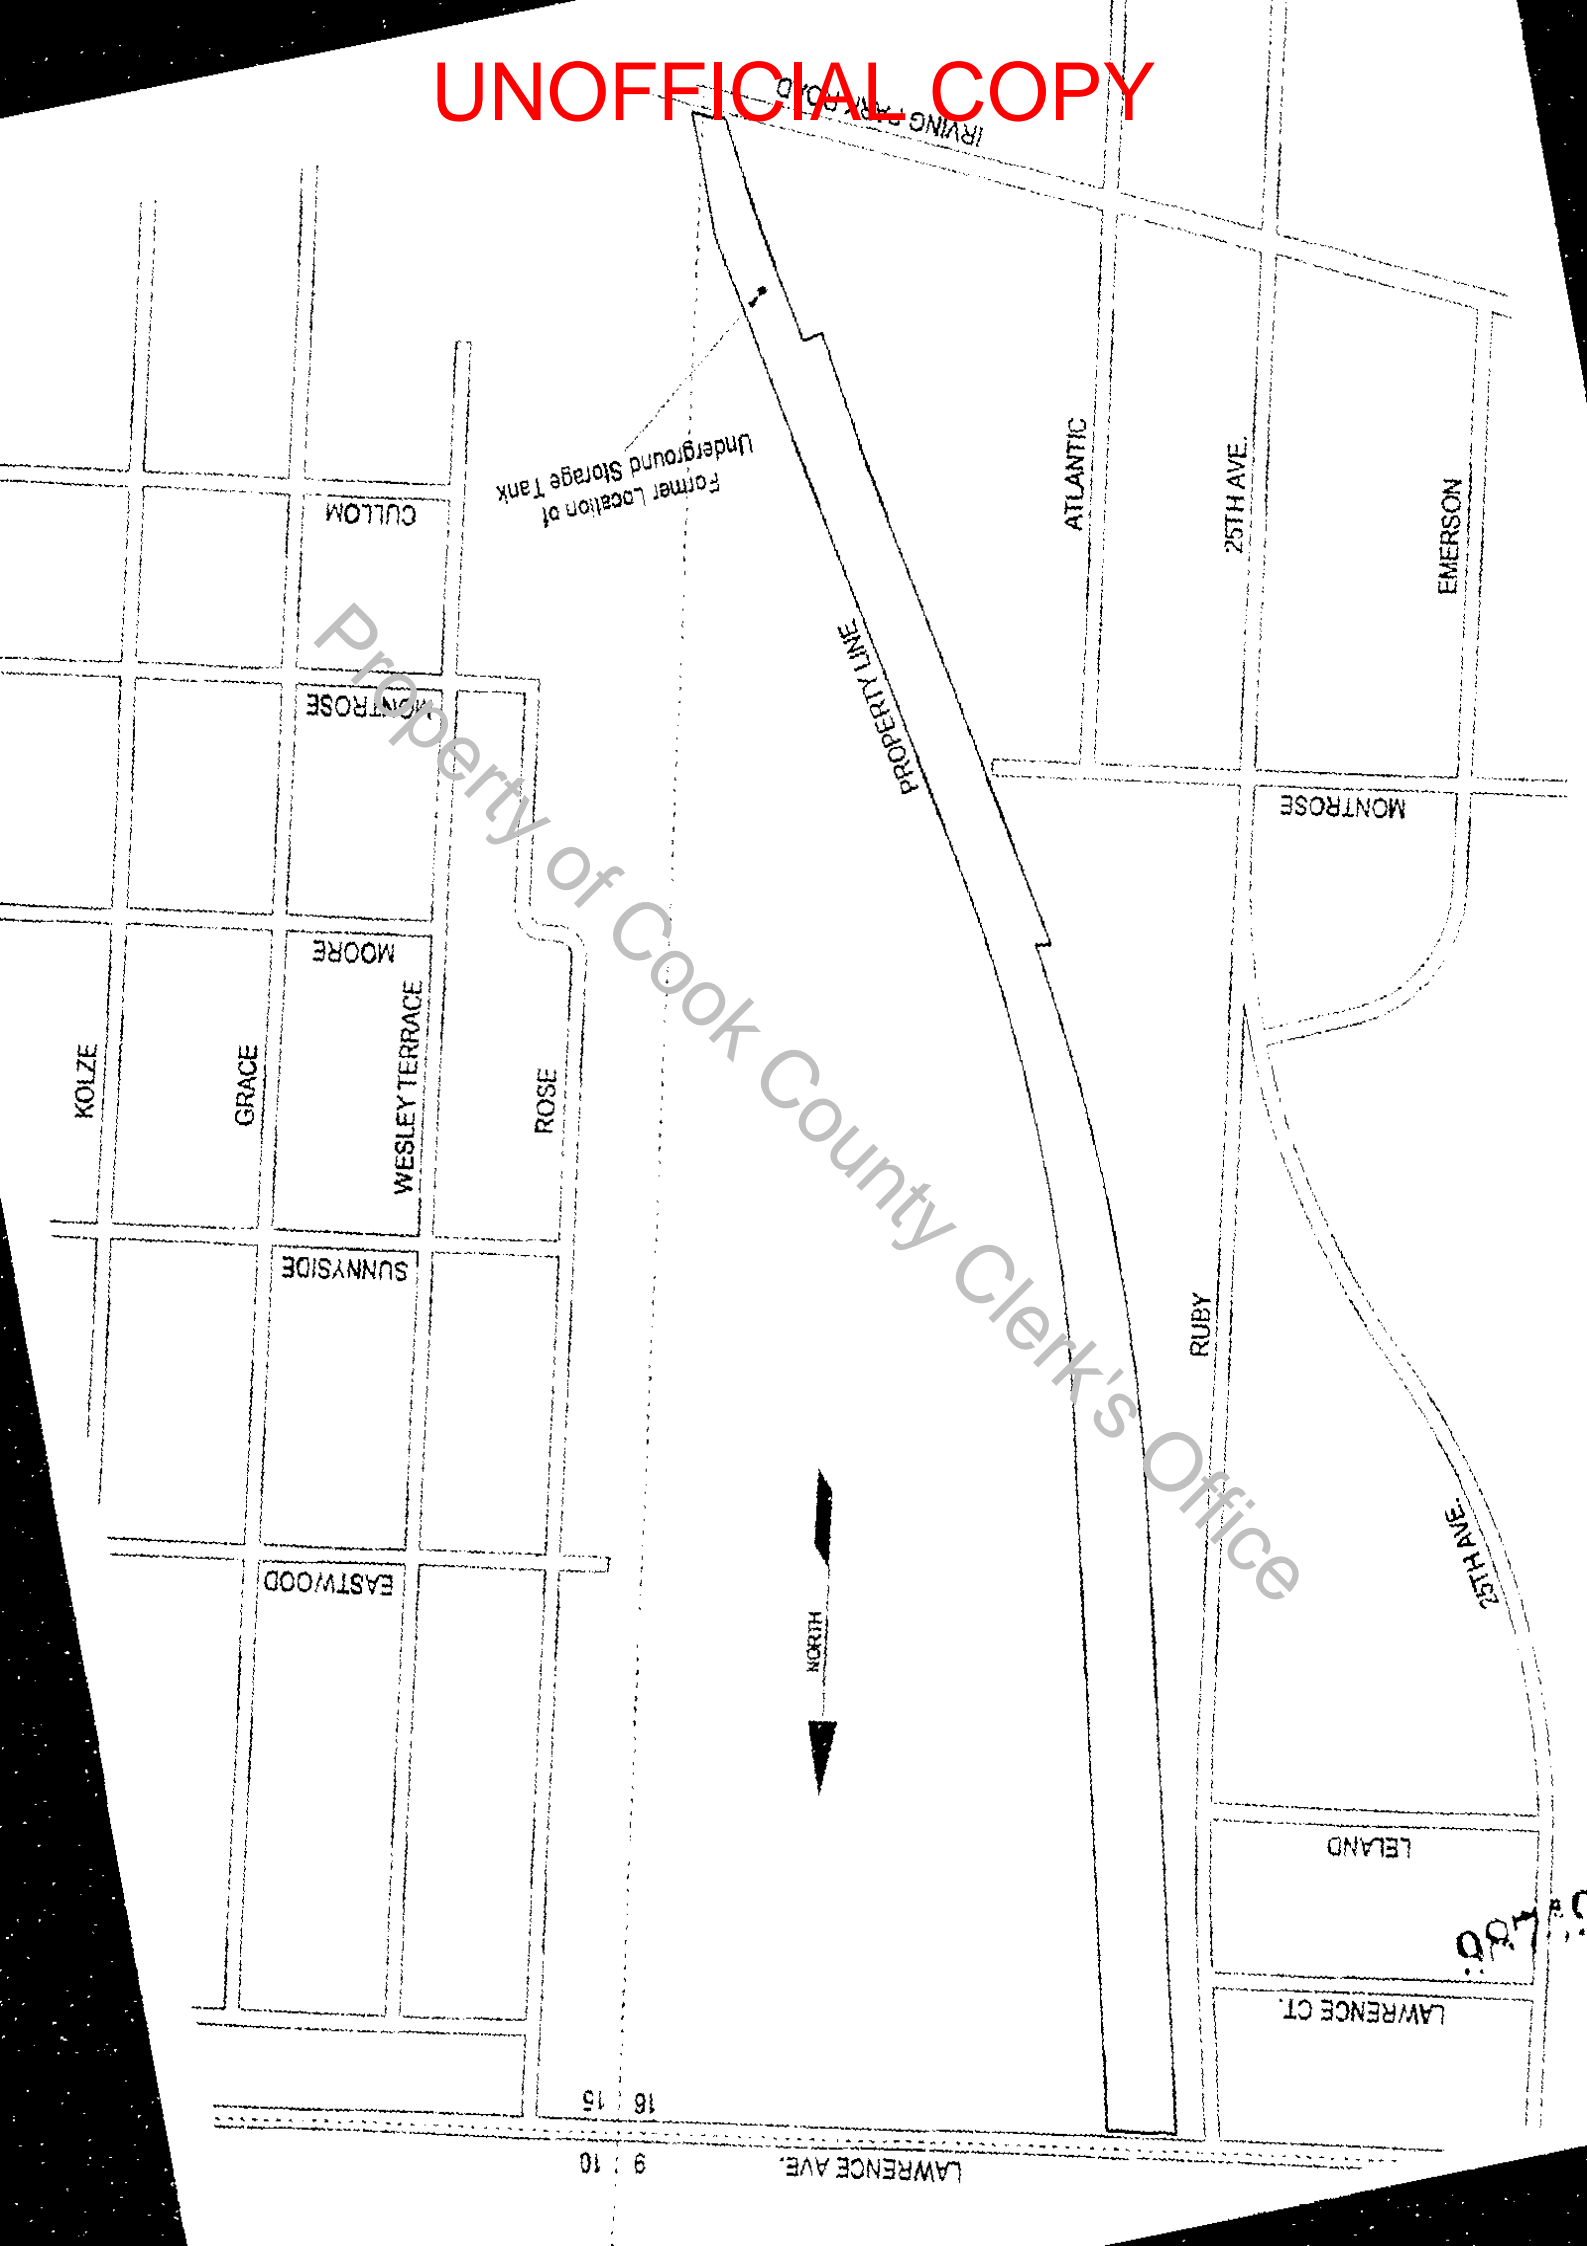 UNOFFICIAL COPY
IRVING PARK ROAD
Former Location of
Underground Storage Tank
ATLANTIC
25TH AVE.
EMERSON
CULLOM
PROPERTY LINE
MONTROSE
MONTROSE
MOORE
KOLZE
GRACE
WESLEY TERRACE
ROSE
SUNNYSIDE
RUBY
EASTWOOD
NORTH
25TH AVE.
LELAND
LAWRENCE CT.
16 15
9 10
LAWRENCE AVE.
Property of Cook County Clerk's Office